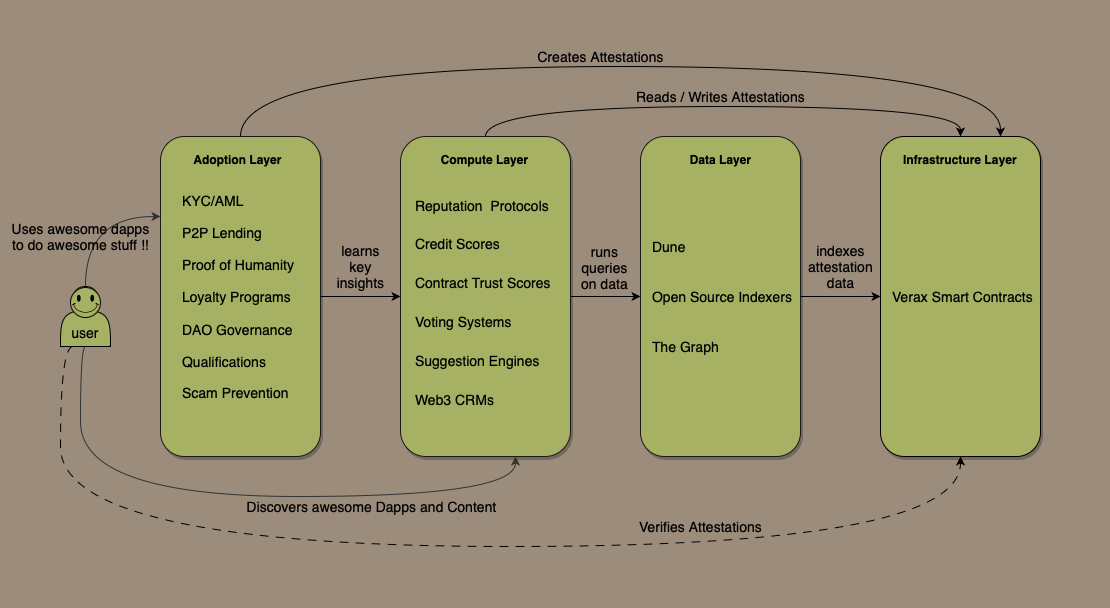 Creates Attestations
Reads / Writes Attestations
Adoption Layer
KYC/AML
P2P Lending
Proof of Humanity
Loyalty Programs
DAO Governance
Qualifications
Scam Prevention
Compute Layer
Reputation  Protocols
Credit Scores
Contract Trust Scores
Voting Systems
Suggestion Engines
Web3 CRMs
Data Layer
Dune
Open Source Indexers
The Graph
Infrastructure Layer
Verax Smart Contracts
Uses awesome dapps
to do awesome stuff !!
user
learns
key
insights
runs
queries
on data
indexes
attestation
data
Discovers awesome Dapps and Content
Verifies Attestations